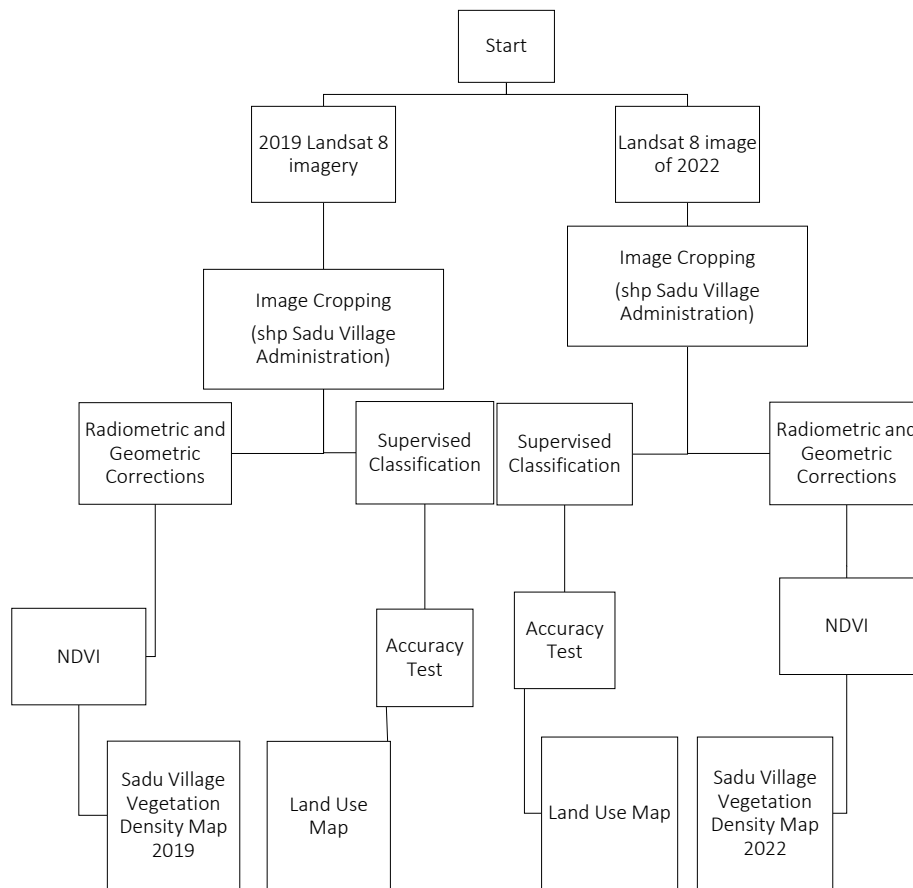 Start
2019 Landsat 8
imagery
Landsat 8 image
of 2022
Image Cropping
(shp Sadu Village
Administration)
Image Cropping
(shp Sadu Village
Administration)
Radiometric and
Geometric
Corrections
Supervised
Classification
Supervised
Classification
Radiometric and
Geometric
Corrections
NDVI
Accuracy
Test
Accuracy
Test
NDVI
Sadu Village
Vegetation
Density Map
2019
Land Use
Map
Land Use Map
Sadu Village
Vegetation
Density Map
2022